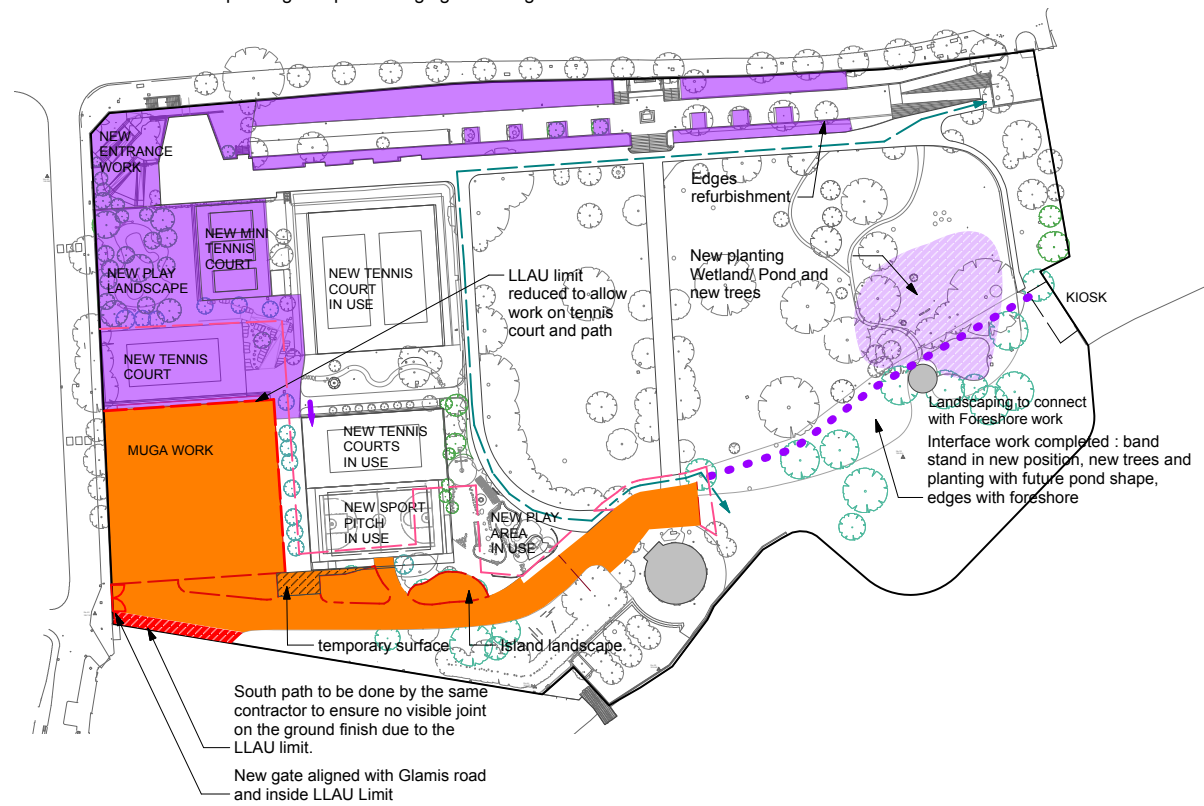 NEW
ENTRANCE
WORK
Edges
refurbishment
NEW MINI
TENNIS
COURT
NEW PLAY
LANDSCAPE
NEW TENNIS
COURT
IN USE
LLAU limit
reduced to allow
work on tennis
court and path
New planting
Wetland/ Pond and
new trees
KIOSK
NEW TENNIS
COURT
Landscaping to connect
with Foreshore work
MUGA WORK
NEW TENNIS
COURTS
IN USE
Interface work completed : band
stand in new position, new trees and
planting with future pond shape,
edges with foreshore
NEW SPORT
PITCH
IN USE
NEW PLAY
AREA
IN USE
temporary surface
Island landscape.
South path to be done by the same
contractor to ensure no visible joint
on the ground finish due to the
LLAU limit.
New gate aligned with Glamis road
and inside LLAU Limit